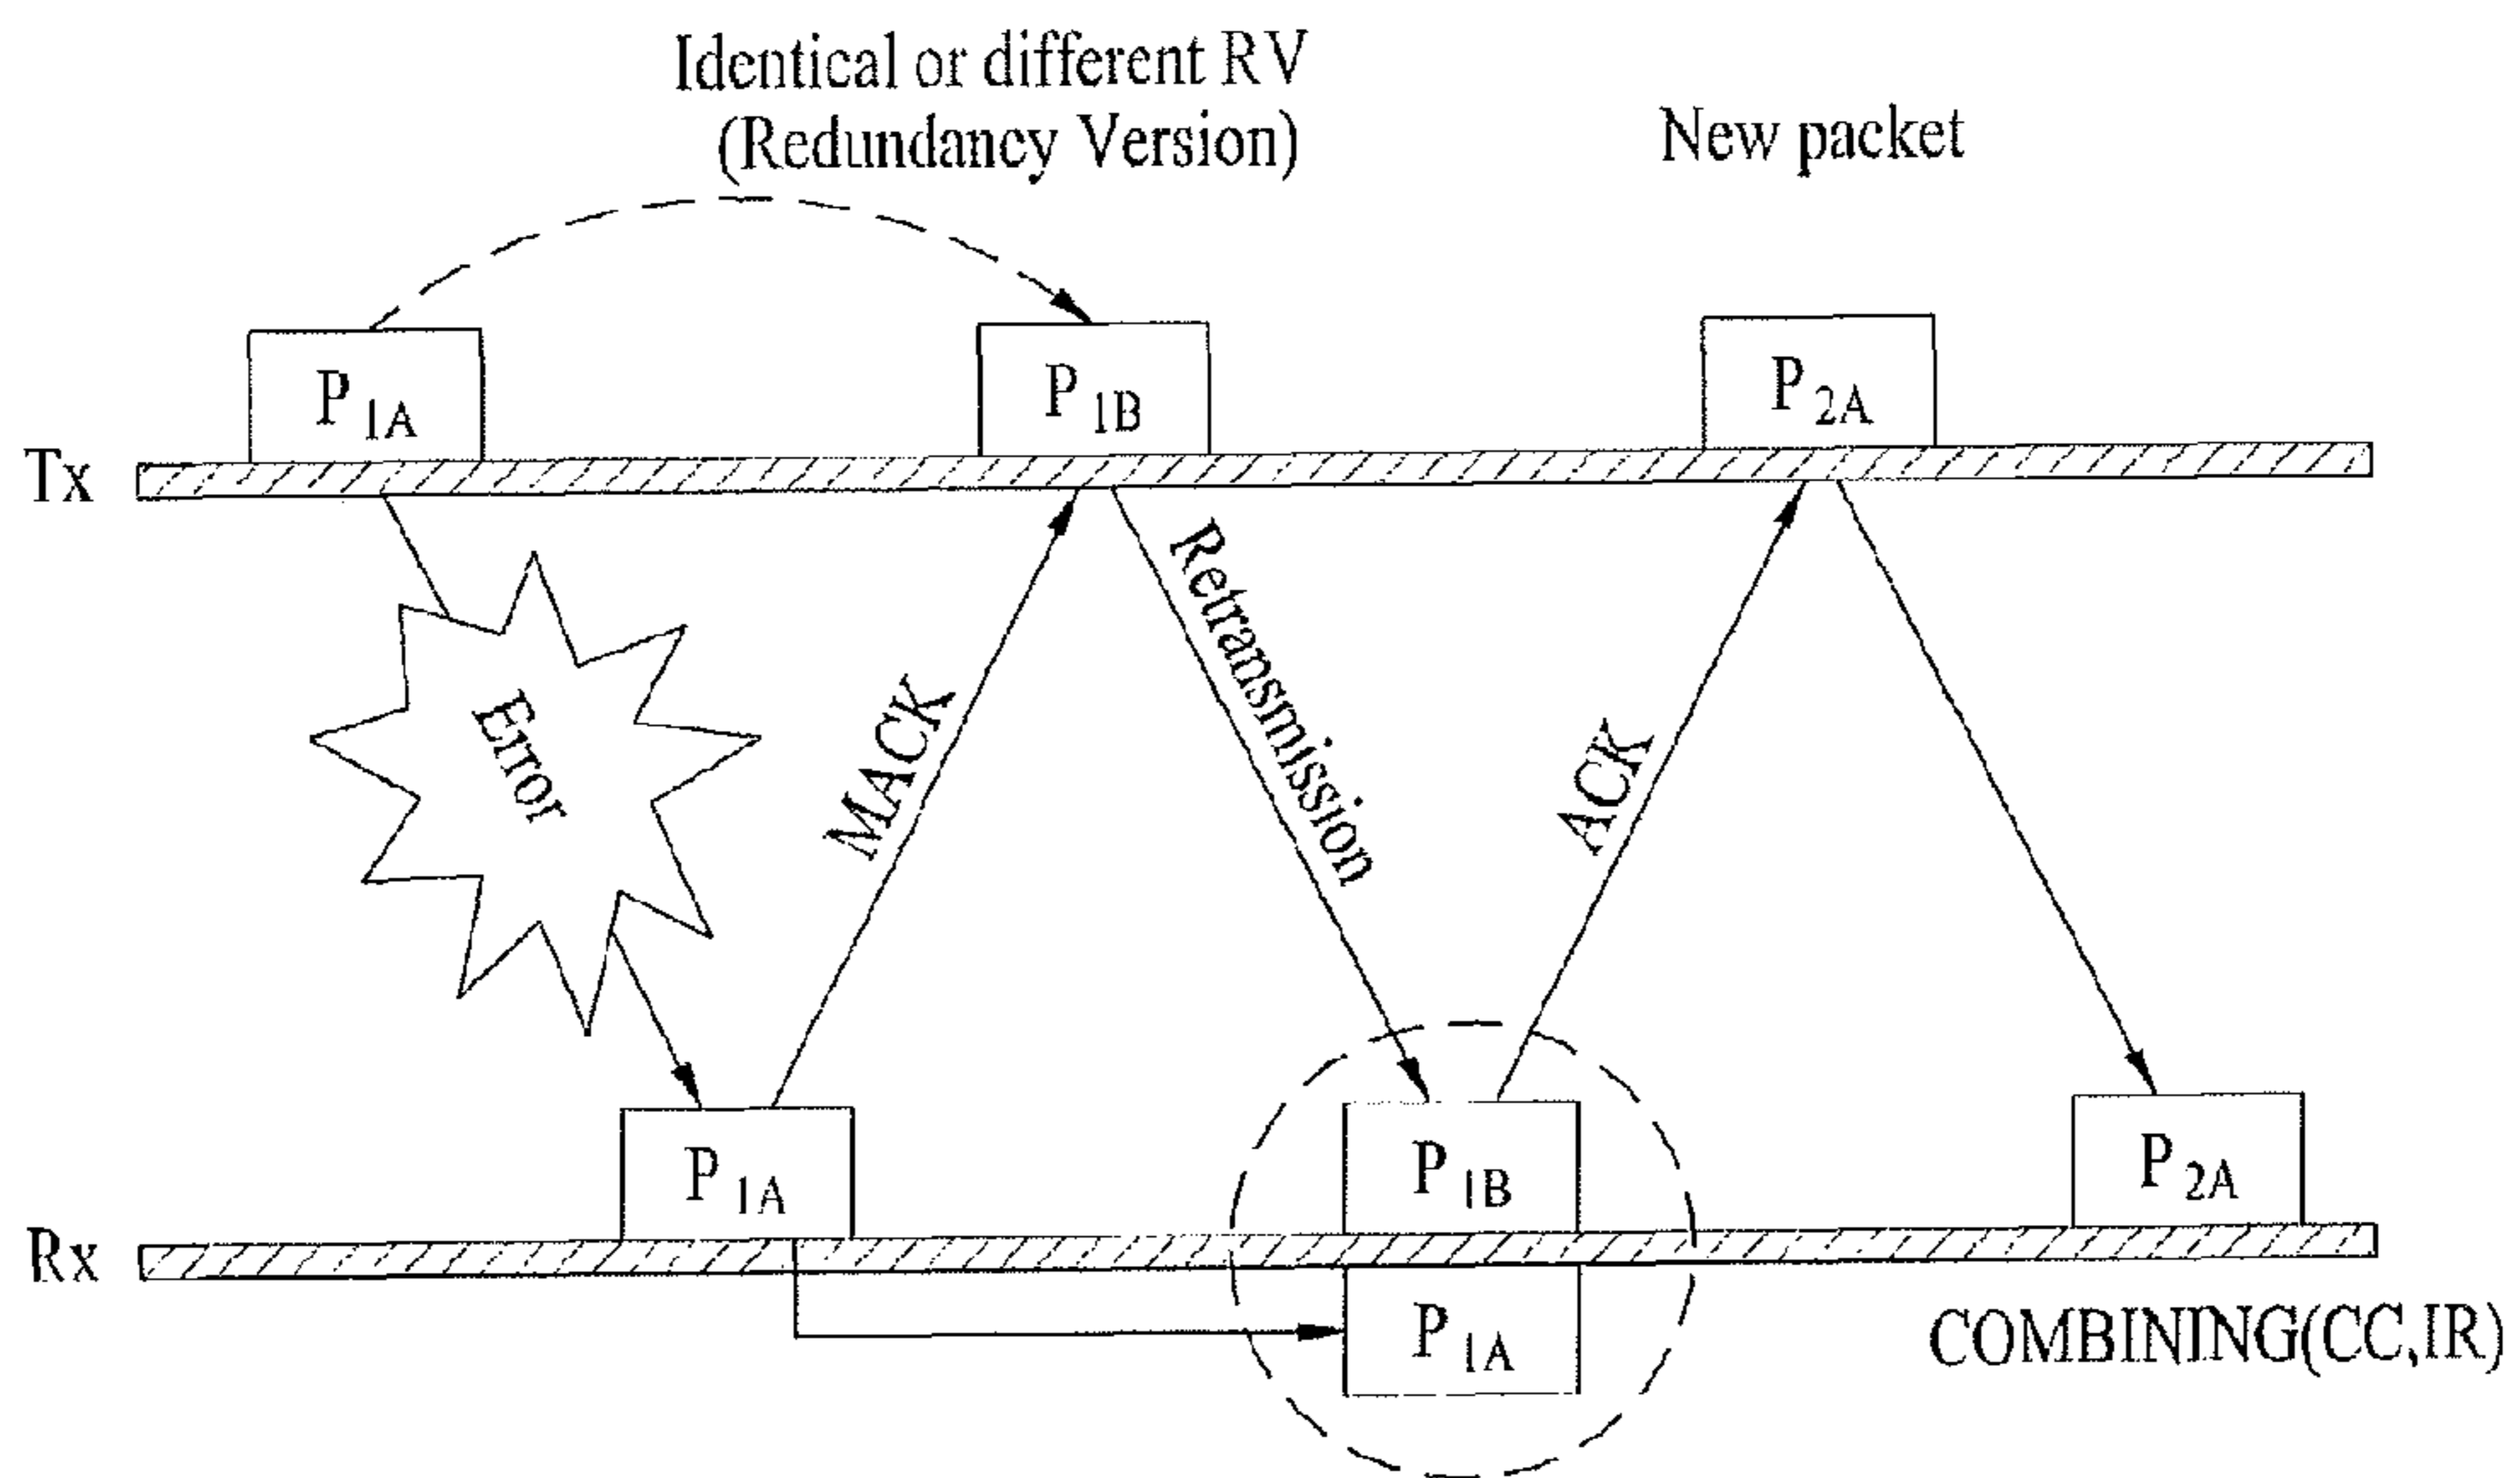 Identical or different RV
(Redundancy Version)
New packet
P1A
P1B
P2A
Tx
Error
MACK
Retransmission
ACK
P1A
P1B
P2A
Rx
P1A
COMBINING(CC,IR)